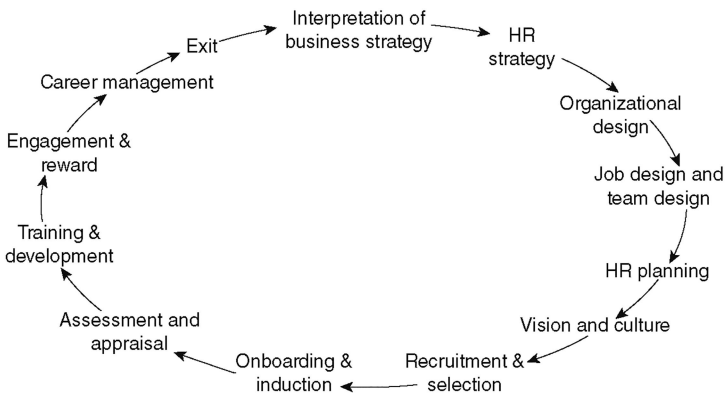 Interpretation of
business strategy
HR
strategy
Organizational
design
Job design and
team design
HR planning
Vision and culture
Recruitment &
selection
Onboarding &
induction
Assessment and
appraisal
Training &
development
Engagement &
reward
Career management
Exit